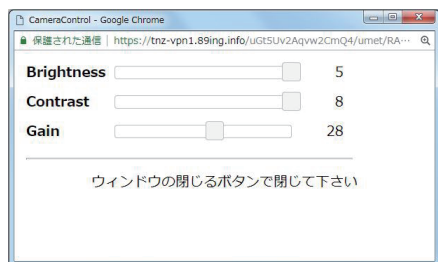 CameraControl - Google Chrome
保護された通信 | https://tnz-vpn1.89ing.info/uGt5Uv2Aqvw2CmQ4/umet/RA…
Brightness 5
Contrast 8
Gain 28
ウィンドウの閉じるボタンで閉じて下さい